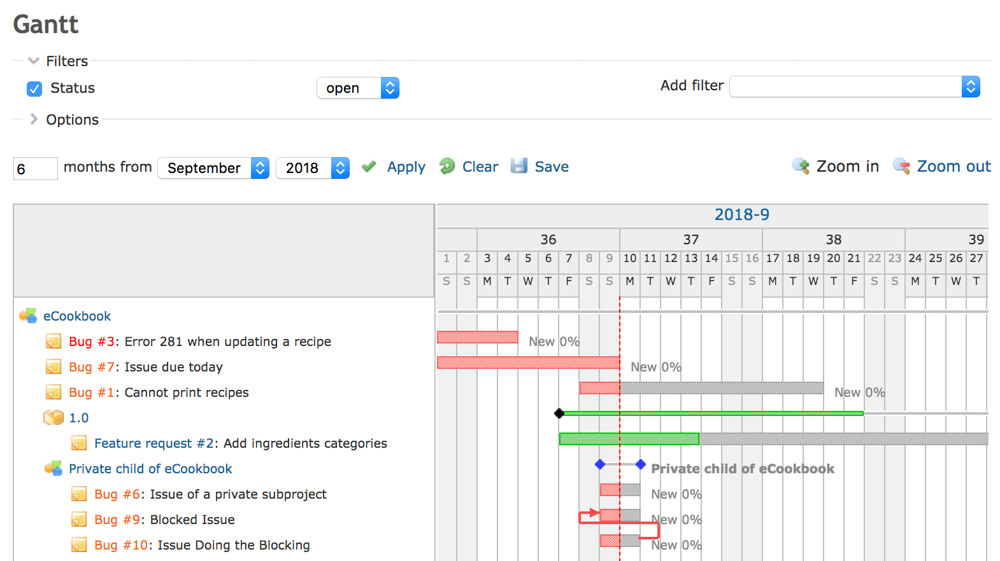 Gantt
Filters
Status open Add filter
Options
6 months from September 2018 Apply Clear Save Zoom in Zoom out
2018-9
36 37 38 39
1 2 3 4 5 6 7 8 9 10 11 12 13 14 15 16 17 18 19 20 21 22 23 24 25 26 27
S S M T W T F S S M T W T F S S M T W T F S S M T W T
eCookbook
Bug #3: Error 281 when updating a recipe New 0%
Bug #7: Issue due today New 0%
Bug #1: Cannot print recipes New 0%
1.0
Feature request #2: Add ingredients categories
Private child of eCookbook Private child of eCookbook
Bug #6: Issue of a private subproject New 0%
Bug #9: Blocked Issue New 0%
Bug #10: Issue Doing the Blocking New 0%